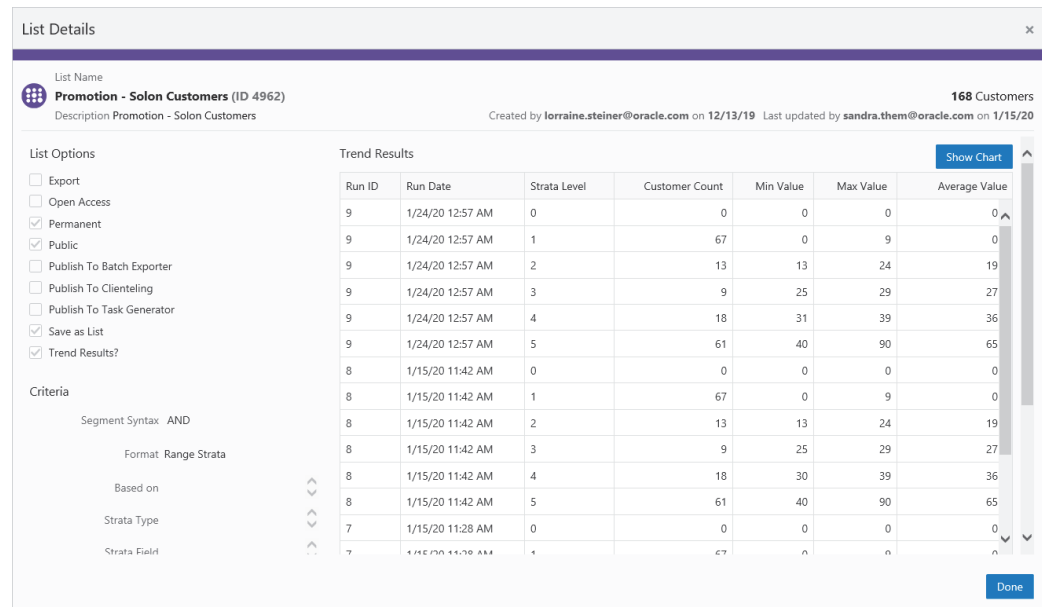 List Details
×
List Name
Promotion - Solon Customers (ID 4962)
168 Customers
Description Promotion - Solon Customers
Created by lorraine.steiner@oracle.com on 12/13/19 Last updated by sandra.them@oracle.com on 1/15/20
List Options
Export
Open Access
Permanent
Public
Publish To Batch Exporter
Publish To Clienteling
Publish To Task Generator
Save as List
Trend Results?
Criteria
Segment Syntax AND
Format Range Strata
Based on
Strata Type
Strata Field
Trend Results
Show Chart
Run ID Run Date Strata Level Customer Count Min Value Max Value Average Value
9 1/24/20 12:57 AM 0 0 0 0 0
9 1/24/20 12:57 AM 1 67 0 9 0
9 1/24/20 12:57 AM 2 13 13 24 19
9 1/24/20 12:57 AM 3 9 25 29 27
9 1/24/20 12:57 AM 4 18 31 39 36
9 1/24/20 12:57 AM 5 61 40 90 65
8 1/15/20 11:42 AM 0 0 0 0 0
8 1/15/20 11:42 AM 1 67 0 9 0
8 1/15/20 11:42 AM 2 13 13 24 19
8 1/15/20 11:42 AM 3 9 25 29 27
8 1/15/20 11:42 AM 4 18 30 39 36
8 1/15/20 11:42 AM 5 61 40 90 65
7 1/15/20 11:28 AM 0 0 0 0 0
7 1/15/20 11:28 AM 1 67 0 9 0
Done